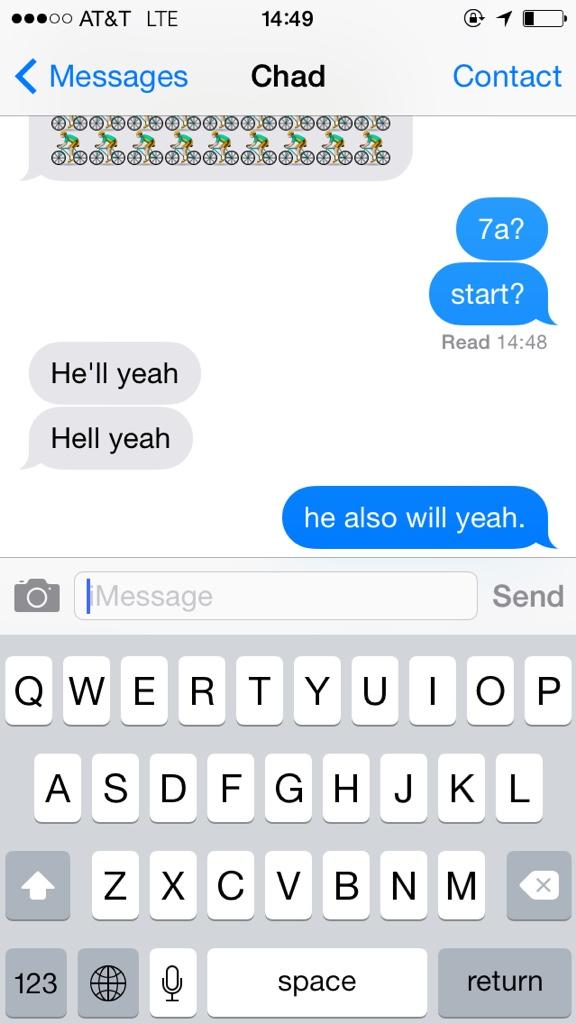 AT&T LTE 14:49
Messages Chad Contact
7a?
start?
Read 14:48
He'll yeah
Hell yeah
he also will yeah.
iMessage Send
Q W E R T Y U I O P
A S D F G H J K L
Z X C V B N M
123 space return